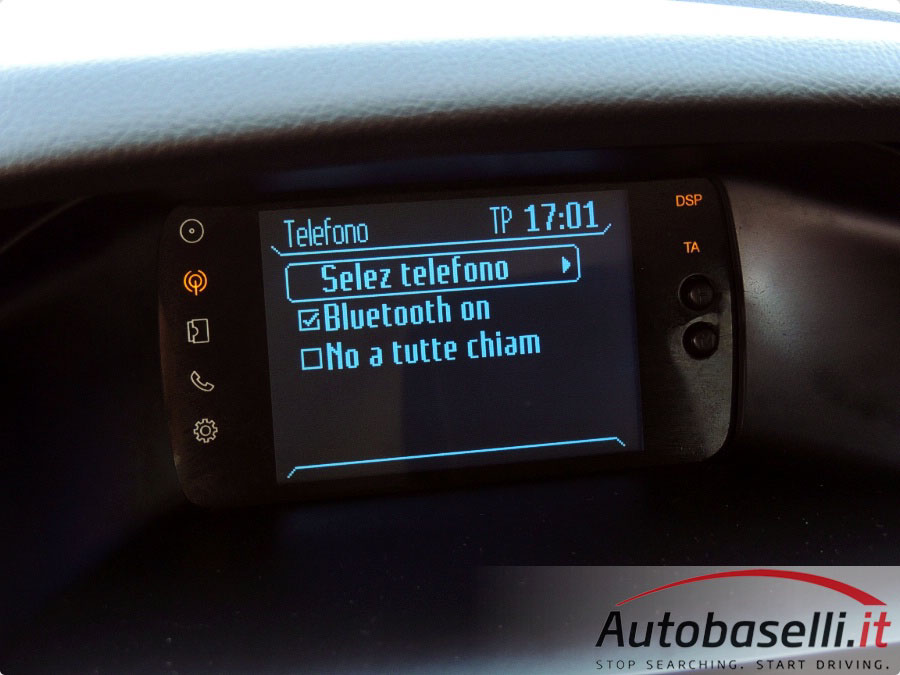 Telefono TP 17:01
Selez telefono
Bluetooth on
No a tutte chiam
DSP
TA
Autobaselli.it
STOP SEARCHING. START DRIVING.